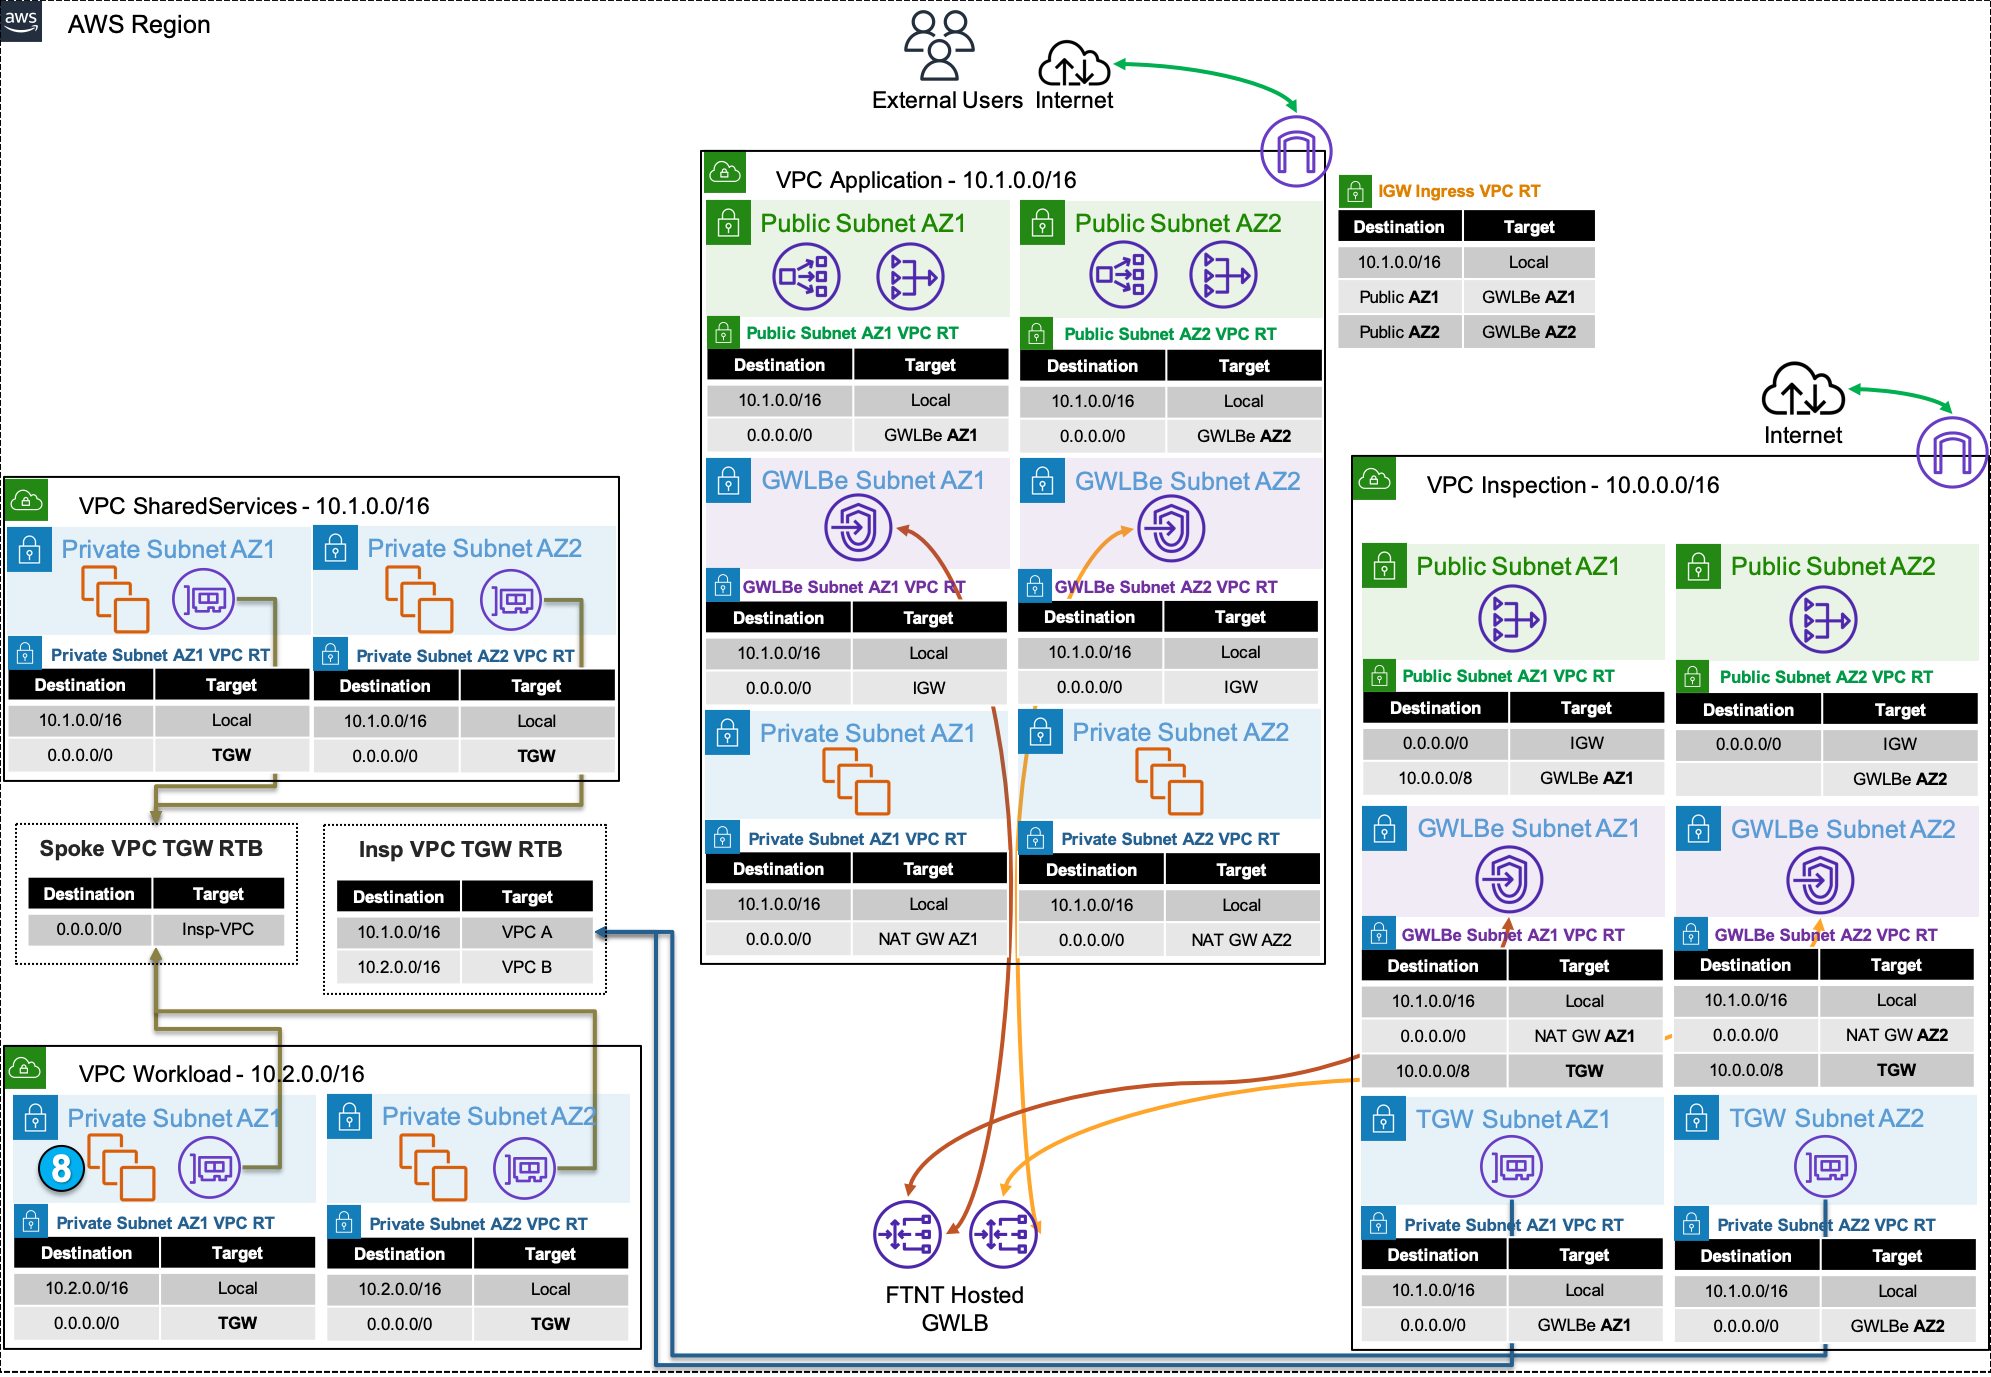 aws
AWS Region
External Users
Internet
VPC Application - 10.1.0.0/16
Public Subnet AZ1
Public Subnet AZ2
Public Subnet AZ1 VPC RT
Destination Target
10.1.0.0/16 Local
0.0.0.0/0 GWLBe AZ1
Public Subnet AZ2 VPC RT
Destination Target
10.1.0.0/16 Local
0.0.0.0/0 GWLBe AZ2
GWLBe Subnet AZ1
GWLBe Subnet AZ2
GWLBe Subnet AZ1 VPC RT
Destination Target
10.1.0.0/16 Local
0.0.0.0/0 IGW
GWLBe Subnet AZ2 VPC RT
Destination Target
10.1.0.0/16 Local
0.0.0.0/0 IGW
Private Subnet AZ1
Private Subnet AZ2
Private Subnet AZ1 VPC RT
Destination Target
10.1.0.0/16 Local
0.0.0.0/0 NAT GW AZ1
Private Subnet AZ2 VPC RT
Destination Target
10.1.0.0/16 Local
0.0.0.0/0 NAT GW AZ2
IGW Ingress VPC RT
Destination Target
10.1.0.0/16 Local
Public AZ1 GWLBe AZ1
Public AZ2 GWLBe AZ2
Internet
VPC SharedServices - 10.1.0.0/16
Private Subnet AZ1
Private Subnet AZ2
Private Subnet AZ1 VPC RT
Destination Target
10.1.0.0/16 Local
0.0.0.0/0 TGW
Private Subnet AZ2 VPC RT
Destination Target
10.1.0.0/16 Local
0.0.0.0/0 TGW
Spoke VPC TGW RTB
Destination Target
0.0.0.0/0 Insp-VPC
Insp VPC TGW RTB
Destination Target
10.1.0.0/16 VPC A
10.2.0.0/16 VPC B
VPC Workload - 10.2.0.0/16
Private Subnet AZ1
Private Subnet AZ2
8
Private Subnet AZ1 VPC RT
Destination Target
10.2.0.0/16 Local
0.0.0.0/0 TGW
Private Subnet AZ2 VPC RT
Destination Target
10.2.0.0/16 Local
0.0.0.0/0 TGW
FTNT Hosted
GWLB
VPC Inspection - 10.0.0.0/16
Public Subnet AZ1
Public Subnet AZ2
Public Subnet AZ1 VPC RT
Destination Target
0.0.0.0/0 IGW
10.0.0.0/8 GWLBe AZ1
Public Subnet AZ2 VPC RT
Destination Target
0.0.0.0/0 IGW
GWLBe AZ2
GWLBe Subnet AZ1
GWLBe Subnet AZ2
GWLBe Subnet AZ1 VPC RT
Destination Target
10.1.0.0/16 Local
0.0.0.0/0 NAT GW AZ1
10.0.0.0/8 TGW
GWLBe Subnet AZ2 VPC RT
Destination Target
10.1.0.0/16 Local
0.0.0.0/0 NAT GW AZ2
10.0.0.0/8 TGW
TGW Subnet AZ1
TGW Subnet AZ2
Private Subnet AZ1 VPC RT
Destination Target
10.1.0.0/16 Local
0.0.0.0/0 GWLBe AZ1
Private Subnet AZ2 VPC RT
Destination Target
10.1.0.0/16 Local
0.0.0.0/0 GWLBe AZ2